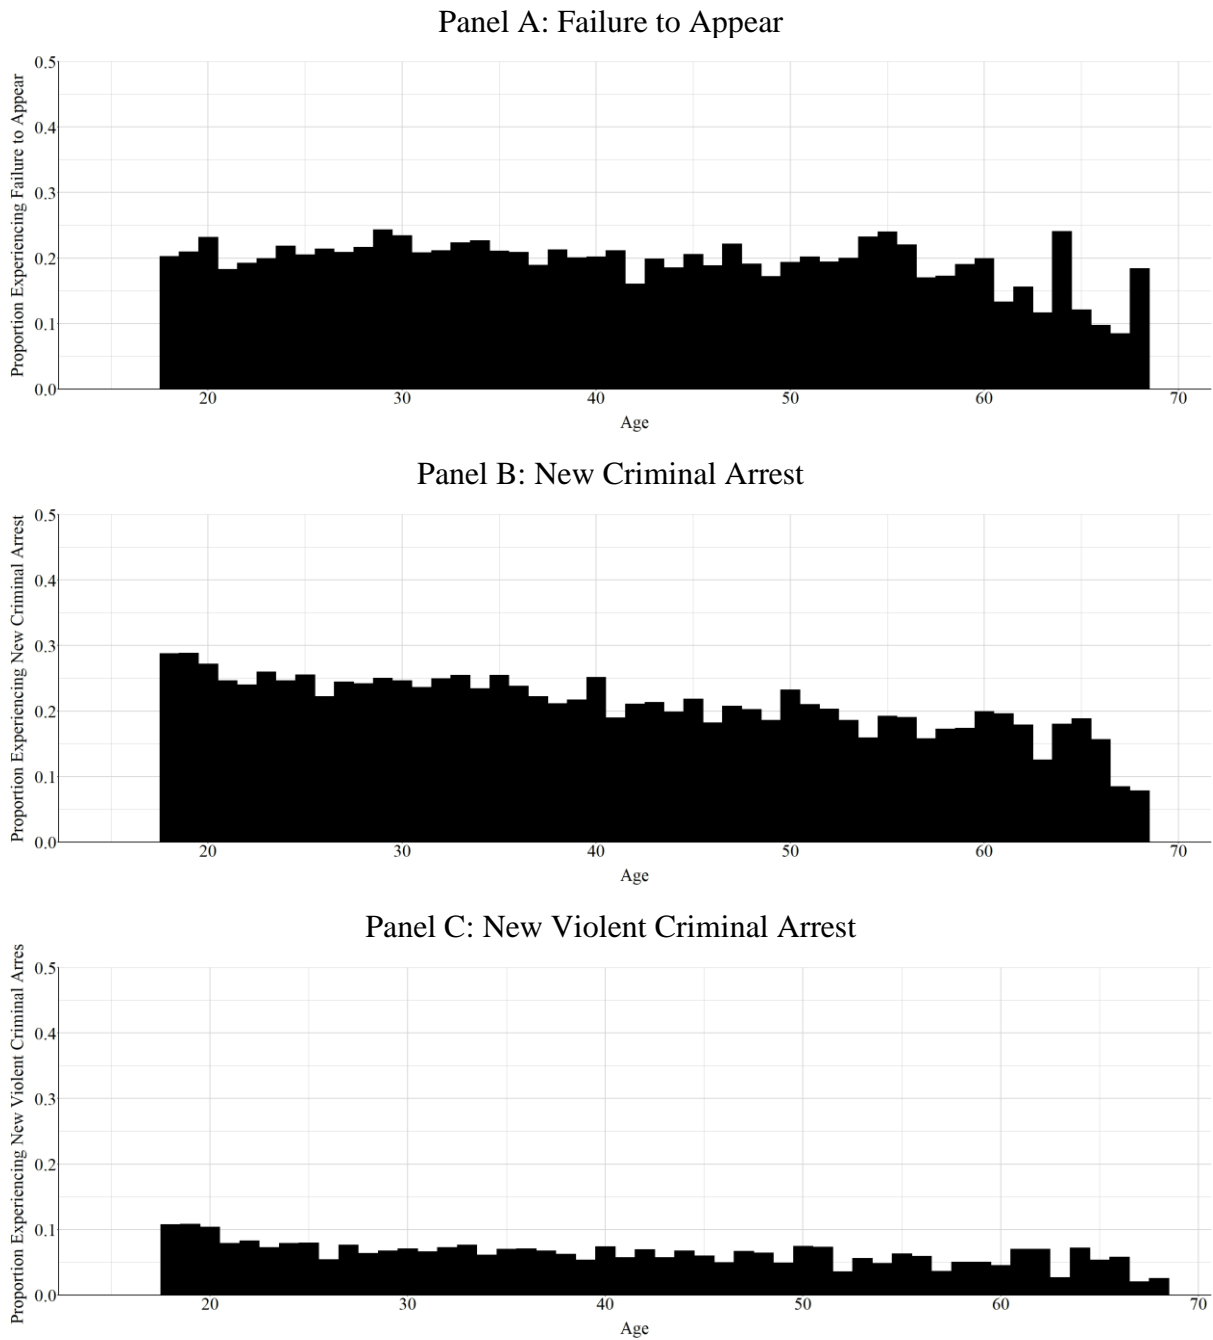 Panel A: Failure to Appear
Proportion Experiencing Failure to Appear
0.5
0.4
0.3
0.2
0.1
0.0
20 30 40 50 60 70
Age
Panel B: New Criminal Arrest
Proportion Experiencing New Criminal Arrest
0.5
0.4
0.3
0.2
0.1
0.0
20 30 40 50 60 70
Age
Panel C: New Violent Criminal Arrest
Proportion Experiencing New Violent Criminal Arres
0.5
0.4
0.3
0.2
0.1
0.0
20 30 40 50 60 70
Age